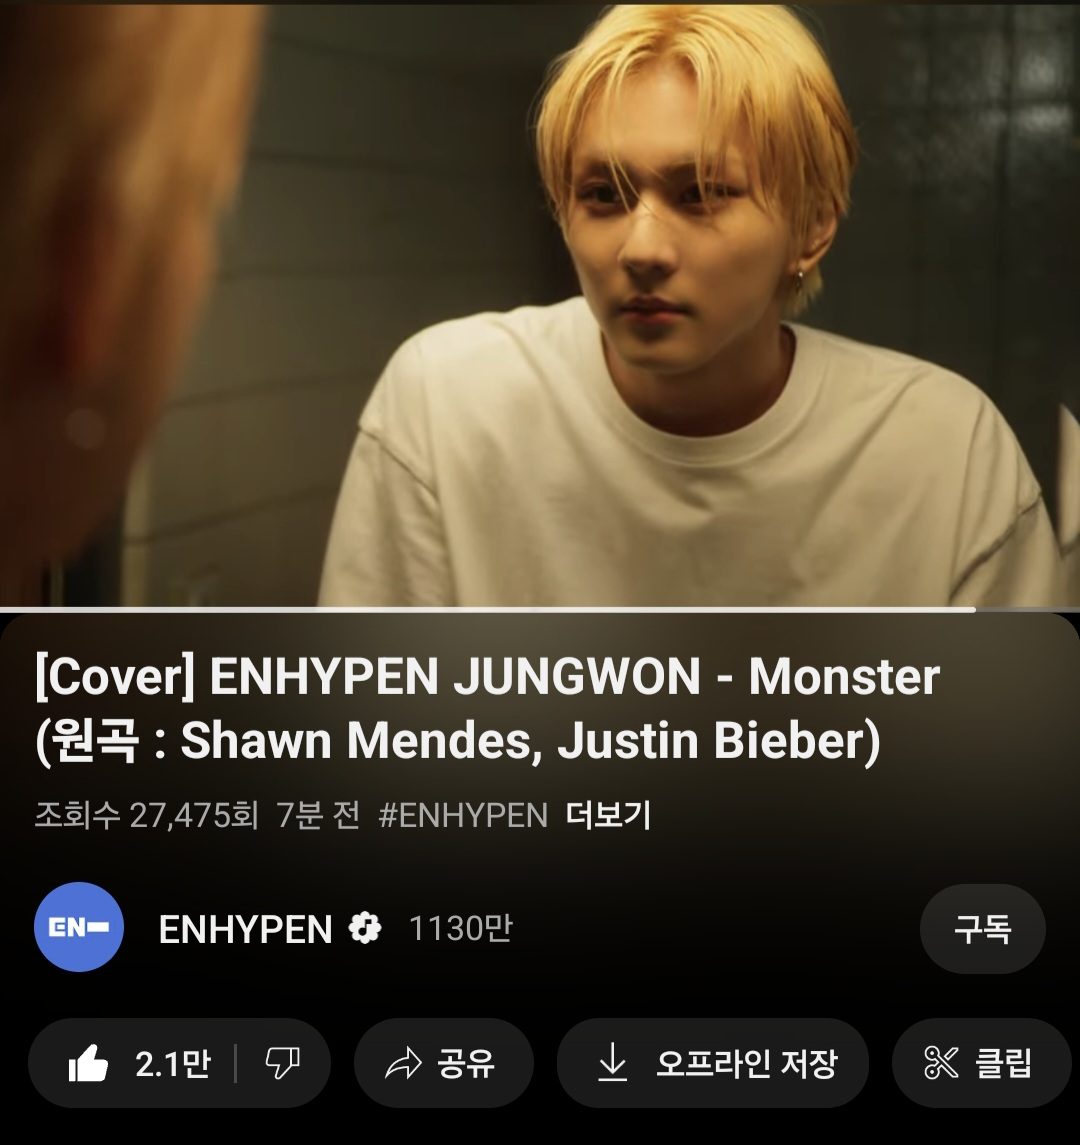 [Cover] ENHYPEN JUNGWON - Monster
(원곡 : Shawn Mendes, Justin Bieber)
조회수 27,475회 7분 전 #ENHYPEN 더보기
EN-
ENHYPEN 1130만
구독
2.1만
공유
오프라인 저장
클립